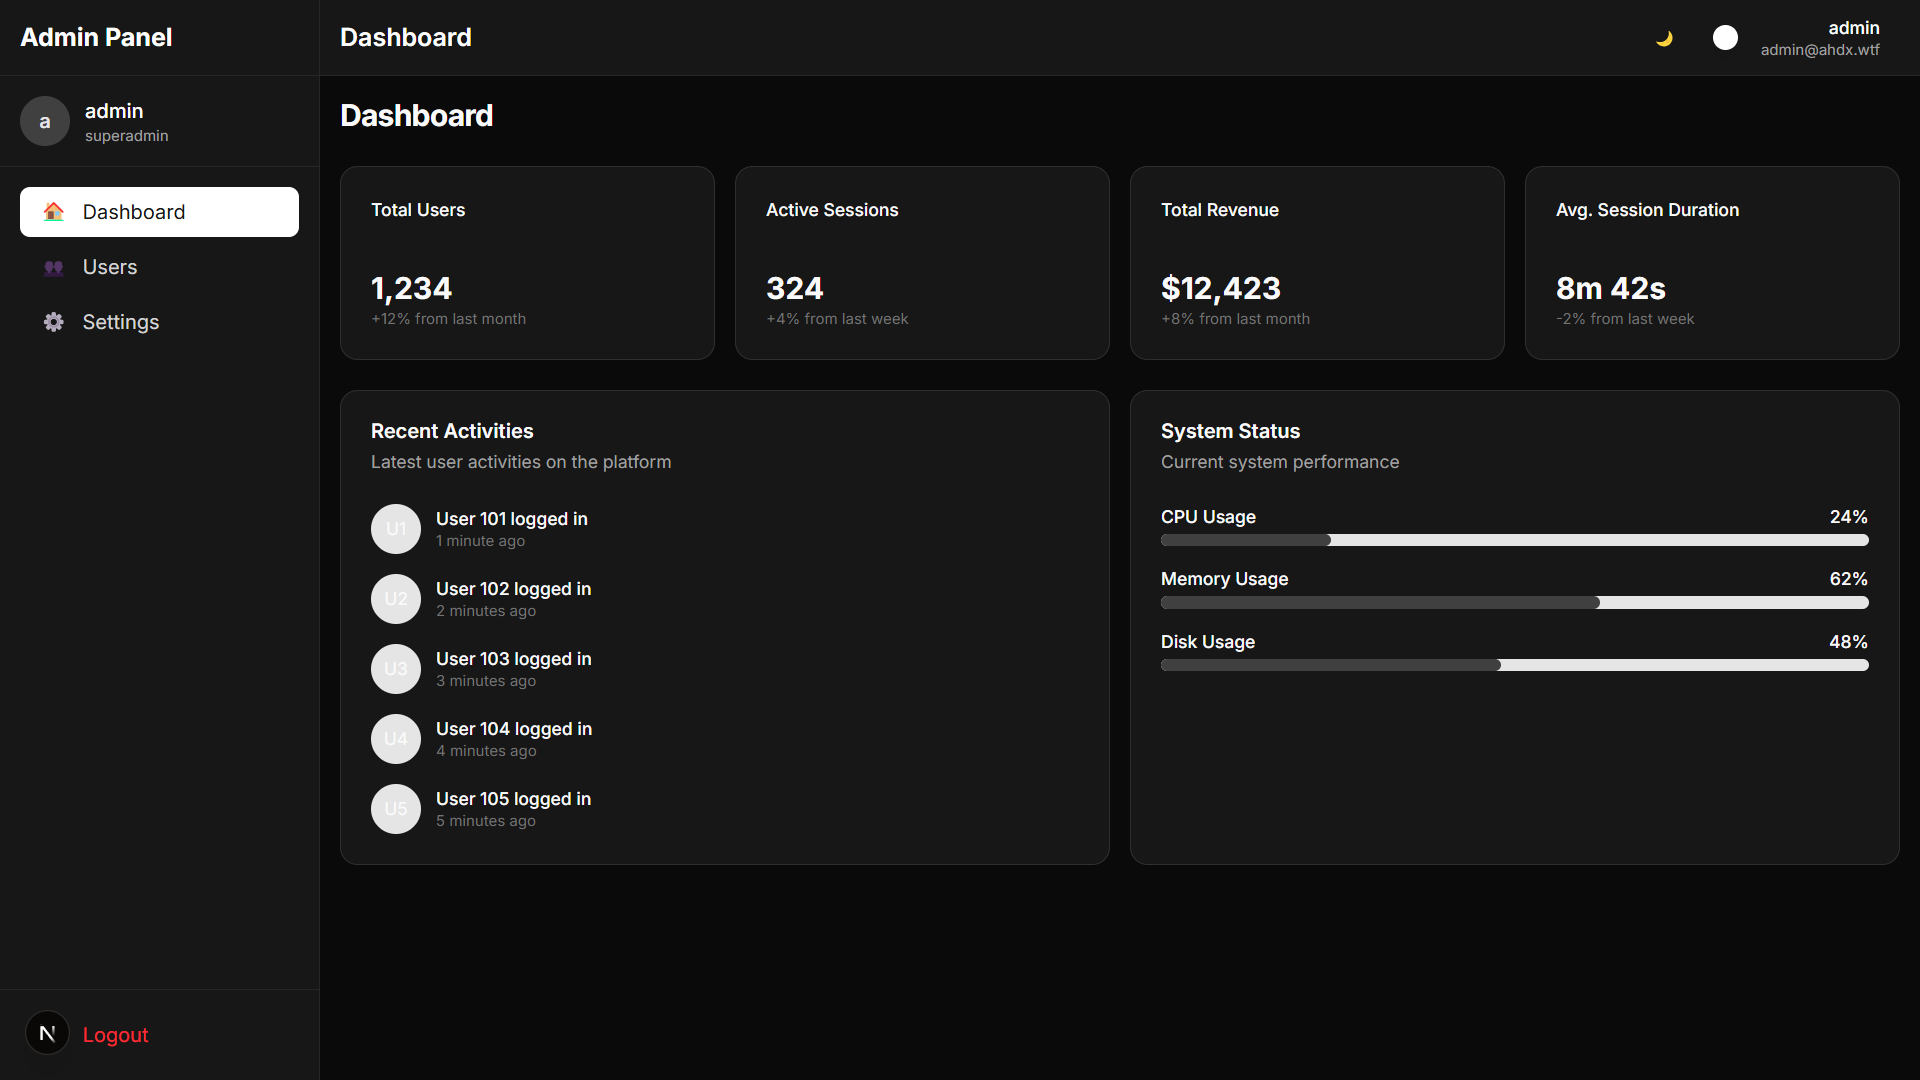 Admin Panel
admin
superadmin
Dashboard
Users
Settings
N
Logout
Dashboard
admin
admin@ahdx.wtf
Dashboard
Total Users
1,234
+12% from last month
Active Sessions
324
+4% from last week
Total Revenue
$12,423
+8% from last month
Avg. Session Duration
8m 42s
-2% from last week
Recent Activities
Latest user activities on the platform
U1
User 101 logged in
1 minute ago
U2
User 102 logged in
2 minutes ago
U3
User 103 logged in
3 minutes ago
U4
User 104 logged in
4 minutes ago
U5
User 105 logged in
5 minutes ago
System Status
Current system performance
CPU Usage 24%
Memory Usage 62%
Disk Usage 48%
a